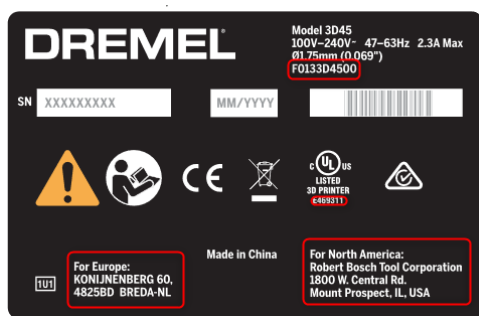 DREMEL
Model 3D45
100V–240V~ 47–63Hz 2.3A Max
Ø1.75mm (0.069")
F0133D4500
SN XXXXXXXXX
MM/YYYY
CE
C UL US
LISTED
3D PRINTER
E469311
Made in China
1U1
For Europe:
KONIJNENBERG 60,
4825BD BREDA-NL
For North America:
Robert Bosch Tool Corporation
1800 W. Central Rd.
Mount Prospect, IL, USA